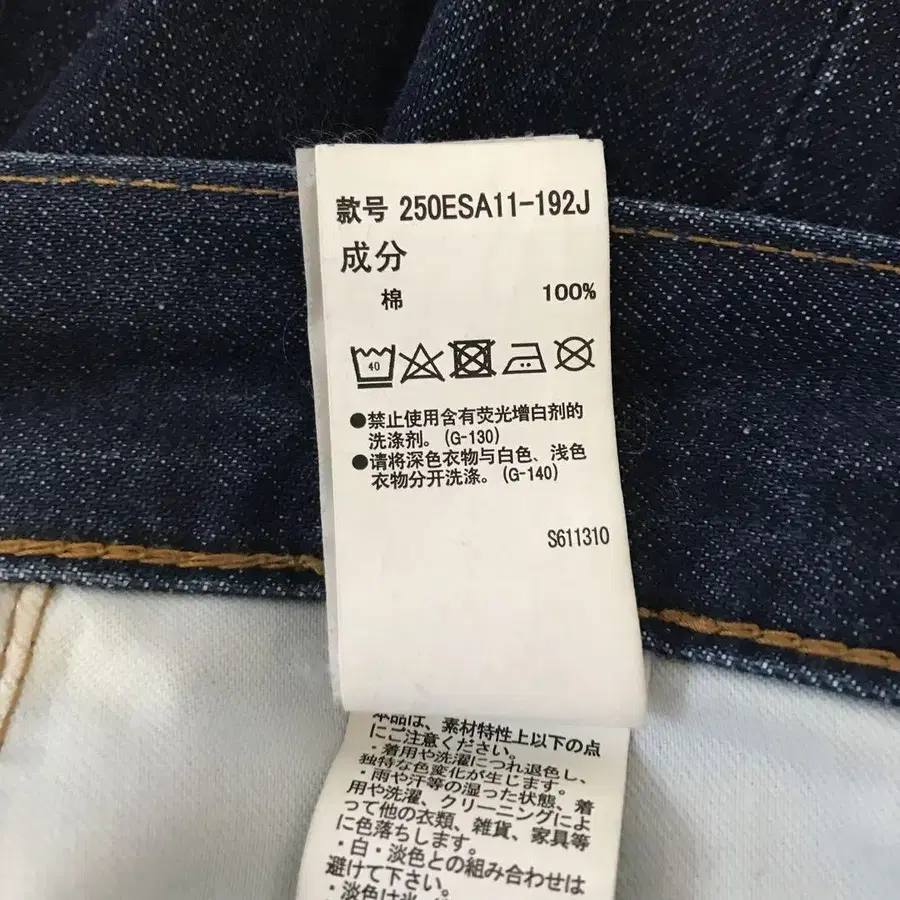 款号 250ESA11-192J
成分
棉 100%
40
●禁止使用含有荧光增白剂的
洗涤剂。(G-130)
●请将深色衣物与白色、浅色
衣物分开洗涤。(G-140)
S611310
本品は、素材特性上以下の点
にご注意ください。
・着用や洗濯につれ退色し、
独特な色変化が生じます。
・雨や汗等の湿った状態、着
用や洗濯、クリーニングによ
って他の衣類、雑貨、家具等
に色落ちします。
・白・淡色との組み合わせは
避けて下さい。
・淡色は